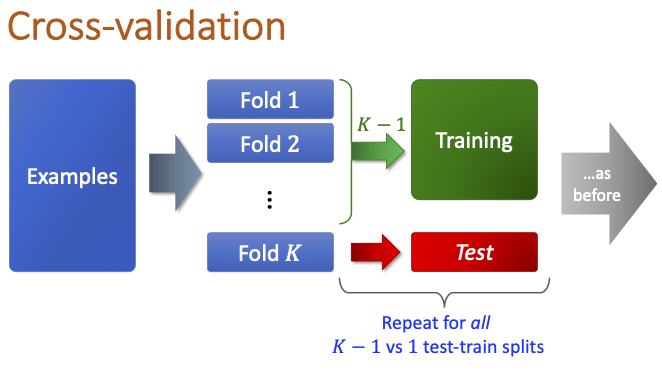 Cross-validation
Examples
Fold 1
Fold 2
⋮
Fold K
K − 1
Training
Test
...as
before
Repeat for all
K − 1 vs 1 test-train splits